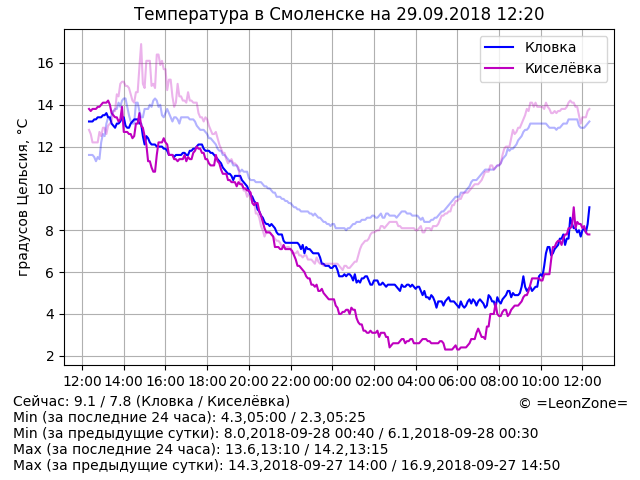 Температура в Смоленске на 29.09.2018 12:20
градусов Цельсия, °C
16
14
12
10
8
6
4
2
Кловка
Киселёвка
12:00 14:00 16:00 18:00 20:00 22:00 00:00 02:00 04:00 06:00 08:00 10:00 12:00
Сейчас: 9.1 / 7.8 (Кловка / Киселёвка)
© =LeonZone=
Min (за последние 24 часа): 4.3,05:00 / 2.3,05:25
Min (за предыдущие сутки): 8.0,2018-09-28 00:40 / 6.1,2018-09-28 00:30
Max (за последние 24 часа): 13.6,13:10 / 14.2,13:15
Max (за предыдущие сутки): 14.3,2018-09-27 14:00 / 16.9,2018-09-27 14:50